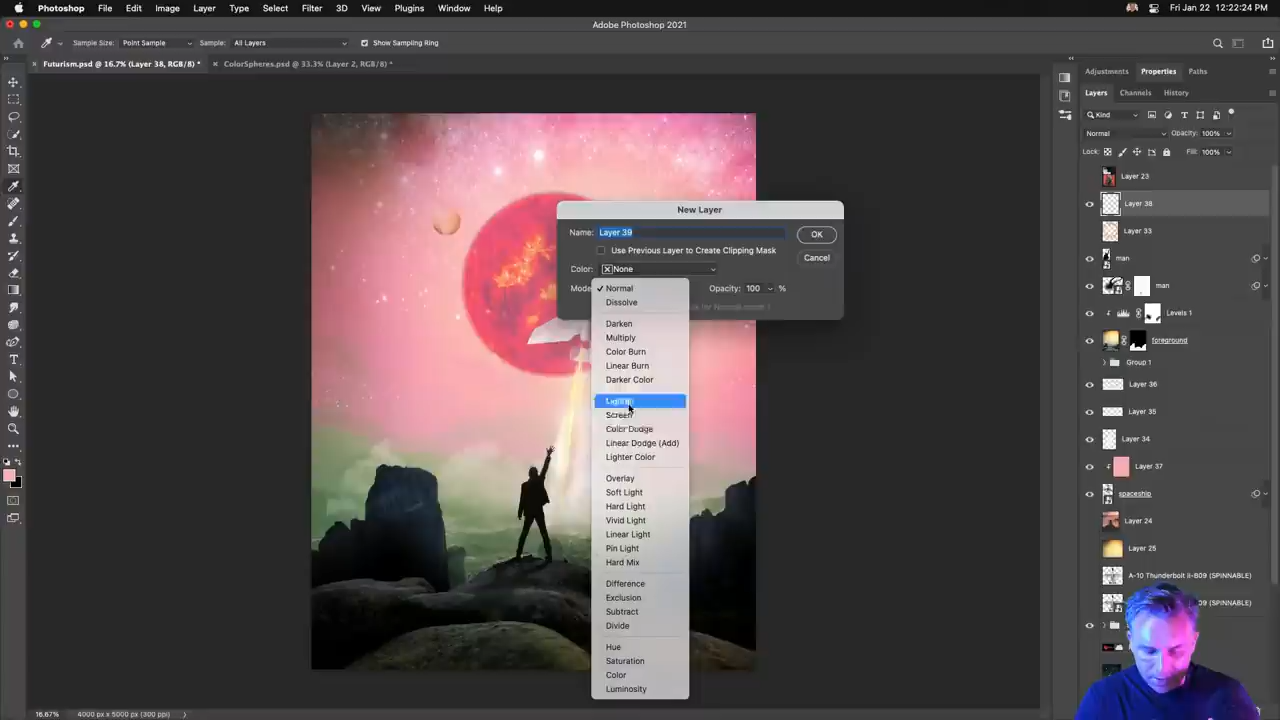 Photoshop File Edit Image Layer Type Select Filter 3D View Plugins Window Help Fri Jan 22 12:22:24 PM
Adobe Photoshop 2021
Sample Size: Point Sample Sample: All Layers Show Sampling Ring
Futurism.psd @ 16.7% (Layer 38, RGB/8) * ColorSpheres.psd @ 33.3% (Layer 2, RGB/8) *
Adjustments Properties Paths
Layers Channels History
Kind
Normal Opacity: 100%
Lock: Fill: 100%
Layer 23
Layer 38
Layer 33
man
man
Levels 1
foreground
Group 1
Layer 36
Layer 35
Layer 34
Layer 37
spaceship
Layer 24
Layer 25
A-10 Thunderbolt II-B09 (SPINNABLE)
B09 (SPINNABLE)
New Layer
Name: Layer 39 OK
Use Previous Layer to Create Clipping Mask
Color: None Cancel
Mode Opacity: 100 %
Normal
Dissolve
Darken
Multiply
Color Burn
Linear Burn
Darker Color
Screen
Color Dodge
Linear Dodge (Add)
Lighter Color
Overlay
Soft Light
Hard Light
Vivid Light
Linear Light
Pin Light
Hard Mix
Difference
Exclusion
Subtract
Divide
Hue
Saturation
Color
Luminosity
16.67% 4000 px x 5000 px (300 ppi)